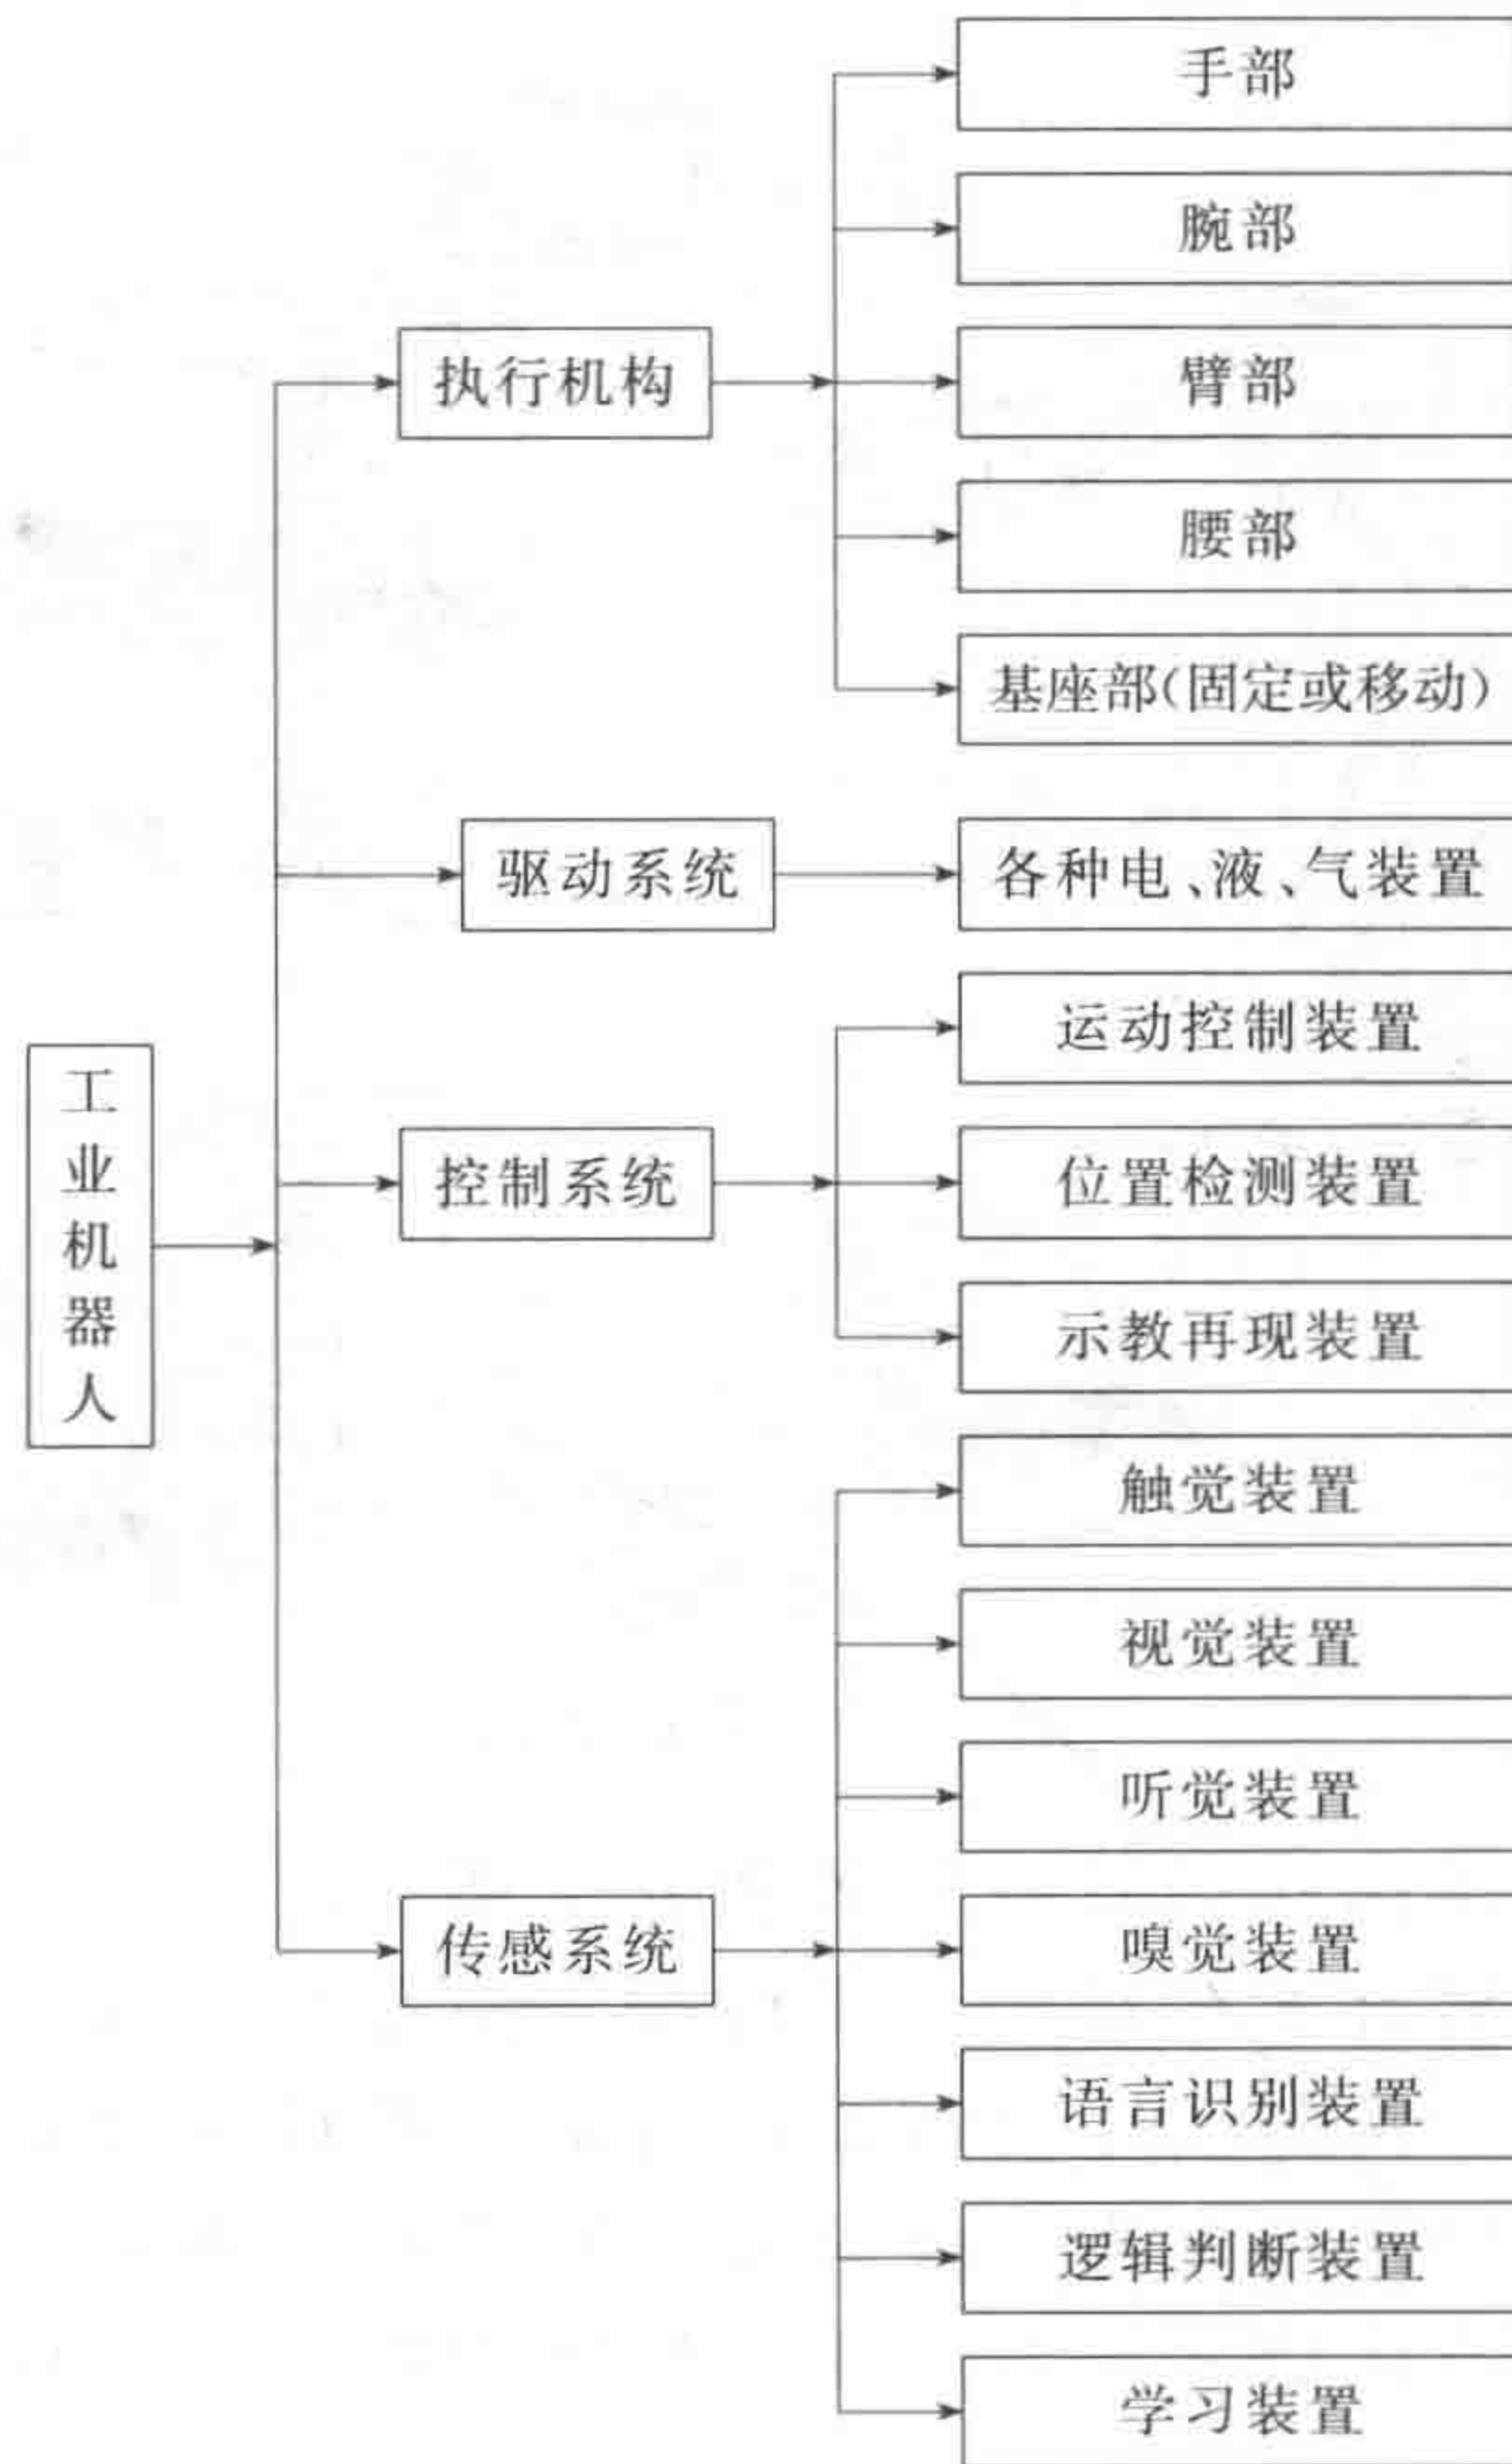 工业机器人
执行机构
手部
腕部
臂部
腰部
基座部(固定或移动)
驱动系统
各种电、液、气装置
控制系统
运动控制装置
位置检测装置
示教再现装置
传感系统
触觉装置
视觉装置
听觉装置
嗅觉装置
语言识别装置
逻辑判断装置
学习装置